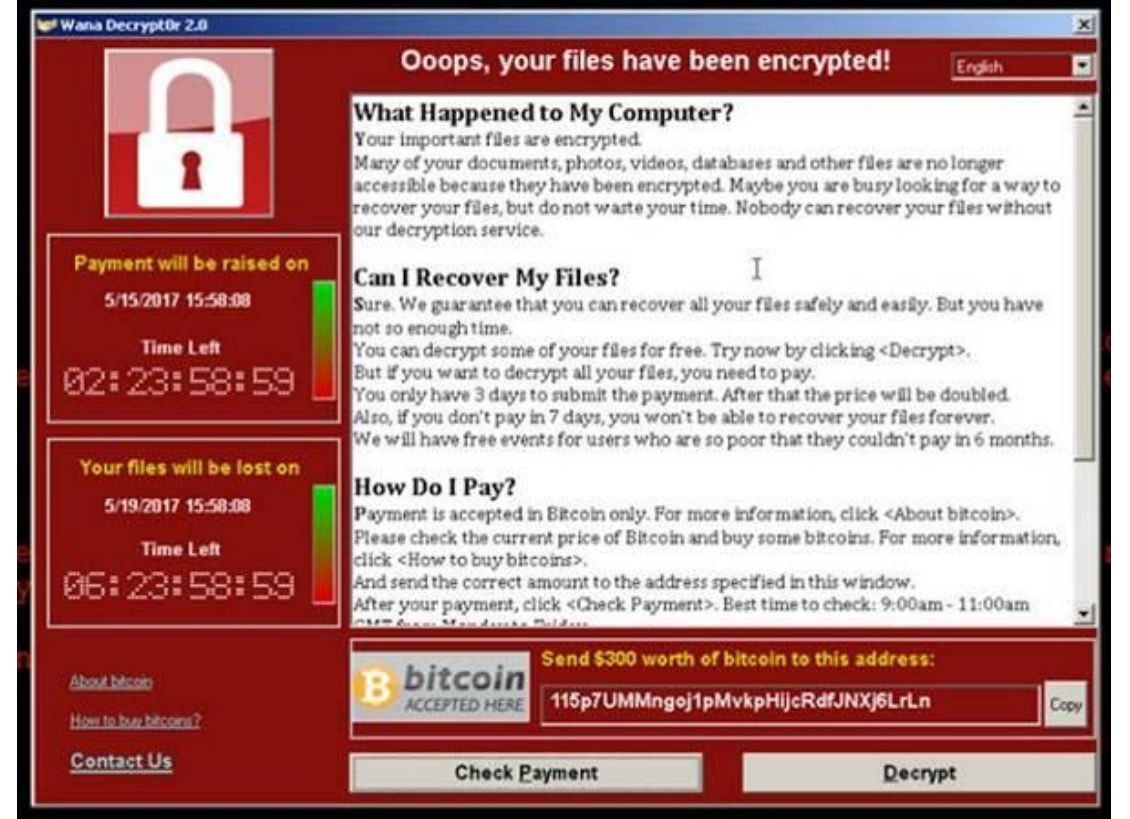 Wana Decrypt0r 2.0
Ooops, your files have been encrypted!
English
Payment will be raised on
5/15/2017 15:58:08
Time Left
02:23:58:59
Your files will be lost on
5/19/2017 15:58:08
Time Left
06:23:58:59
About bitcoin
How to buy bitcoins?
Contact Us
What Happened to My Computer?
Your important files are encrypted.
Many of your documents, photos, videos, databases and other files are no longer
accessible because they have been encrypted. Maybe you are busy looking for a way to
recover your files, but do not waste your time. Nobody can recover your files without
our decryption service.
Can I Recover My Files?
Sure. We guarantee that you can recover all your files safely and easily. But you have
not so enough time.
You can decrypt some of your files for free. Try now by clicking <Decrypt>.
But if you want to decrypt all your files, you need to pay.
You only have 3 days to submit the payment. After that the price will be doubled.
Also, if you don't pay in 7 days, you won't be able to recover your files forever.
We will have free events for users who are so poor that they couldn't pay in 6 months.
How Do I Pay?
Payment is accepted in Bitcoin only. For more information, click <About bitcoin>.
Please check the current price of Bitcoin and buy some bitcoins. For more information,
click <How to buy bitcoins>.
And send the correct amount to the address specified in this window.
After your payment, click <Check Payment>. Best time to check: 9:00am - 11:00am
GMT from Monday to Friday.
bitcoin
ACCEPTED HERE
Send $300 worth of bitcoin to this address:
115p7UMMngoj1pMvkpHijcRdfJNXj6LrLn
Copy
Check Payment
Decrypt